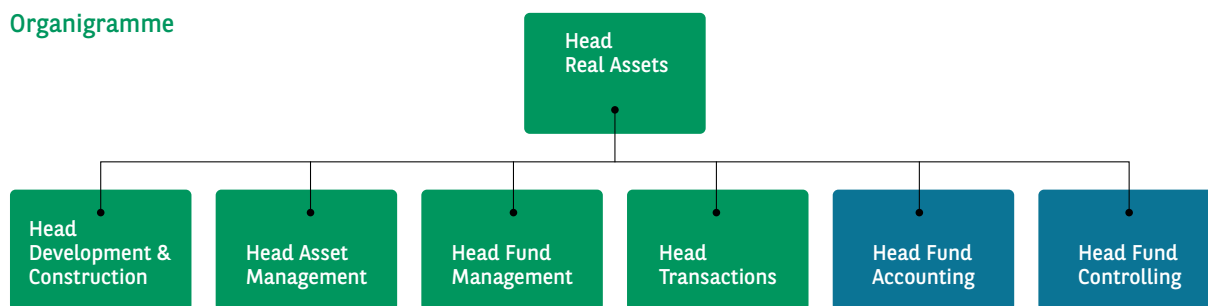 Organigramme
Head
Real Assets
Head
Development &
Construction
Head Asset
Management
Head Fund
Management
Head
Transactions
Head Fund
Accounting
Head Fund
Controlling